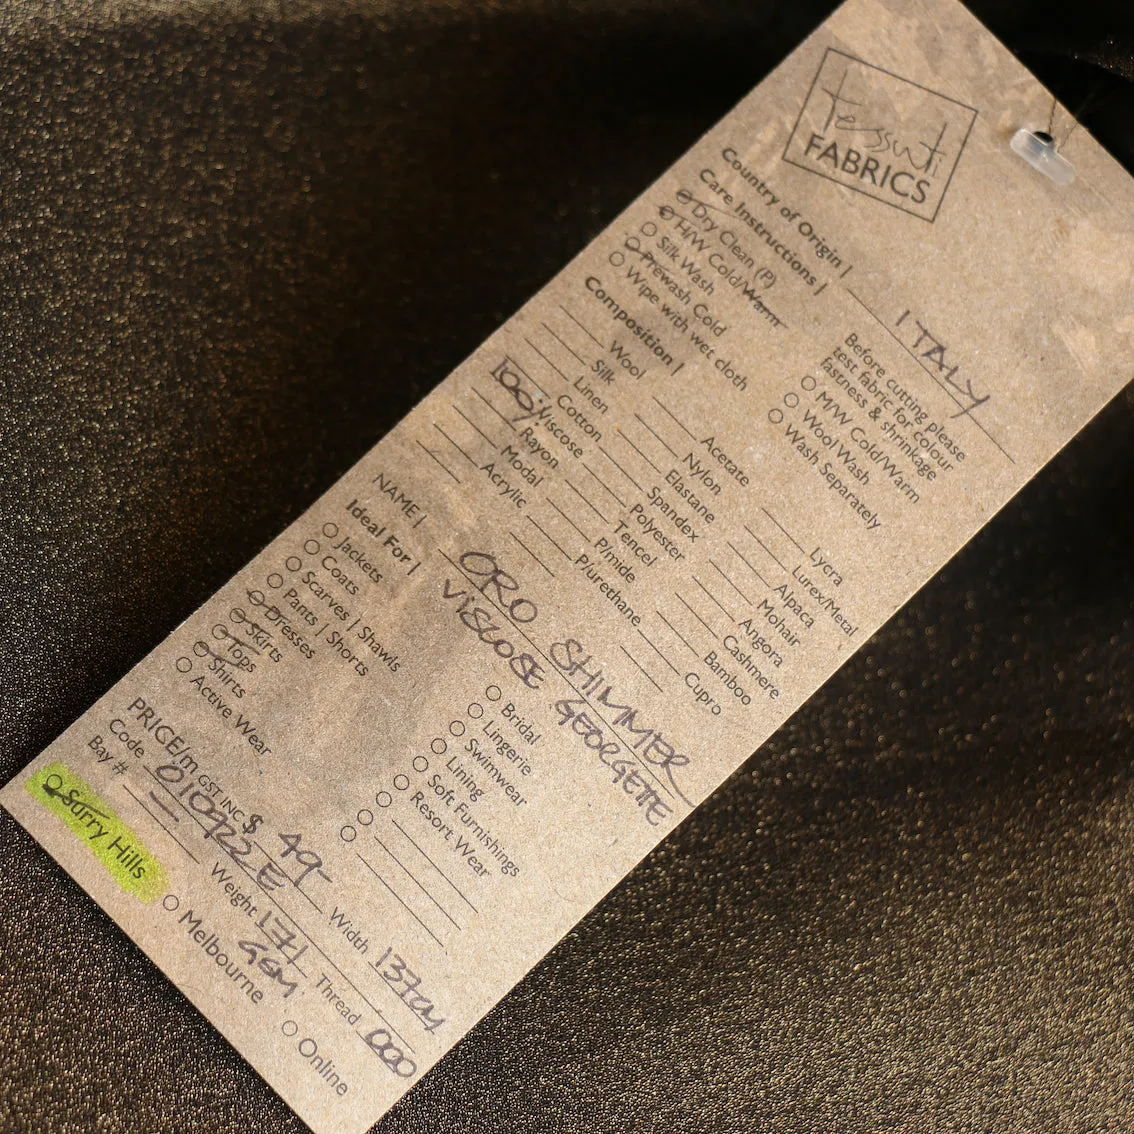 tessuti
FABRICS
Country of Origin | ITALY
Care Instructions |
Dry Clean (P)
H/W Cold/Warm
Silk Wash
Prewash Cold
Wipe with wet cloth
Before cutting please
test fabric for colour
fastness & shrinkage
M/W Cold/Warm
Wool Wash
Wash Separately
Composition |
Wool
Silk
Linen
Cotton
100% Viscose
Rayon
Modal
Acrylic
Acetate
Nylon
Elastane
Spandex
Polyester
Tencel
P/mide
P/urethane
Lycra
Lurex/Metal
Alpaca
Mohair
Angora
Cashmere
Bamboo
Cupro
NAME | ORO SHIMMER
VISCOSE GEORGETTE
Ideal For |
Jackets
Coats
Scarves | Shawls
Pants | Shorts
Dresses
Skirts
Tops
Shirts
Active Wear
Bridal
Lingerie
Swimwear
Lining
Soft Furnishings
Resort Wear
PRICE/m GST INC $ 49- Width 137cm
Code 010922E Weight 171 GSM Thread 000
Bay #
Surry Hills
Melbourne
Online